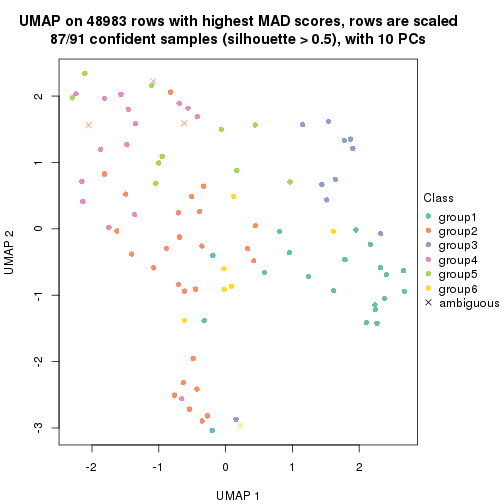 UMAP on 48983 rows with highest MAD scores, rows are scaled
87/91 confident samples (silhouette > 0.5), with 10 PCs
UMAP 2
2
1
0
-1
-2
-3
-2
-1
0
1
2
UMAP 1
Class
group1
group2
group3
group4
group5
group6
ambiguous